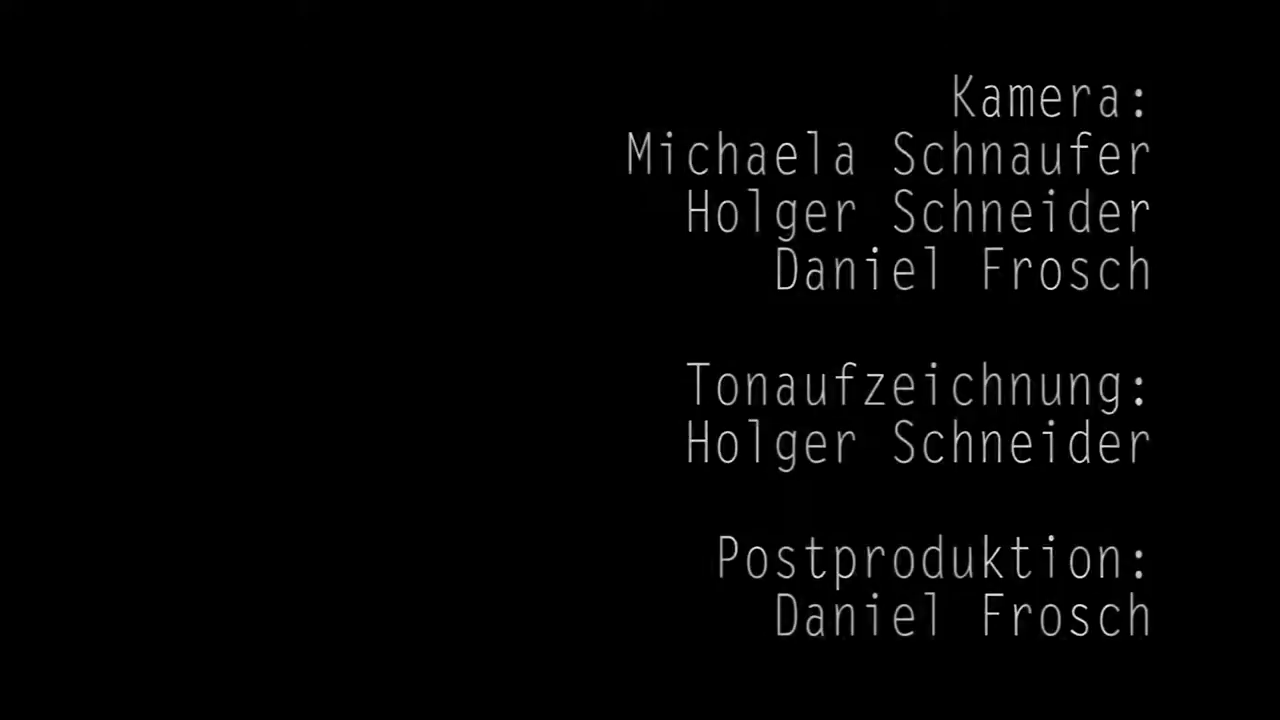 Kamera:
Michaela Schnaufer
Holger Schneider
Daniel Frosch
Tonaufzeichnung:
Holger Schneider
Postproduktion:
Daniel Frosch